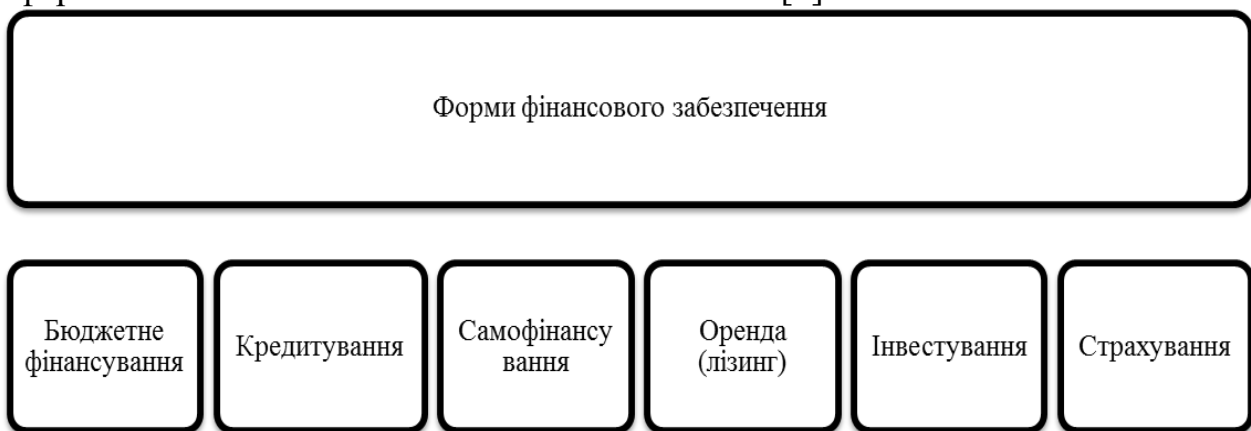 Форми фінансового забезпечення
Бюджетне
фінансування
Кредитування
Самофінансу
вання
Оренда
(лізинг)
Інвестування
Страхування